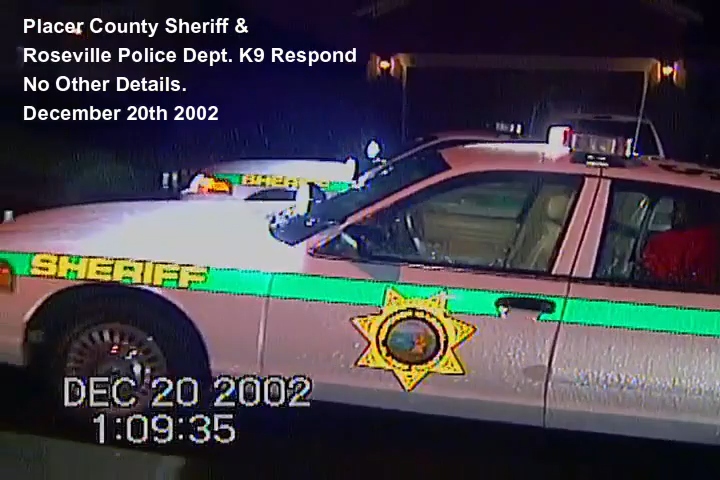 Placer County Sheriff &
Roseville Police Dept. K9 Respond
No Other Details.
December 20th 2002
SHERIFF
SHERIFF
DEC 20 2002
1:09:35